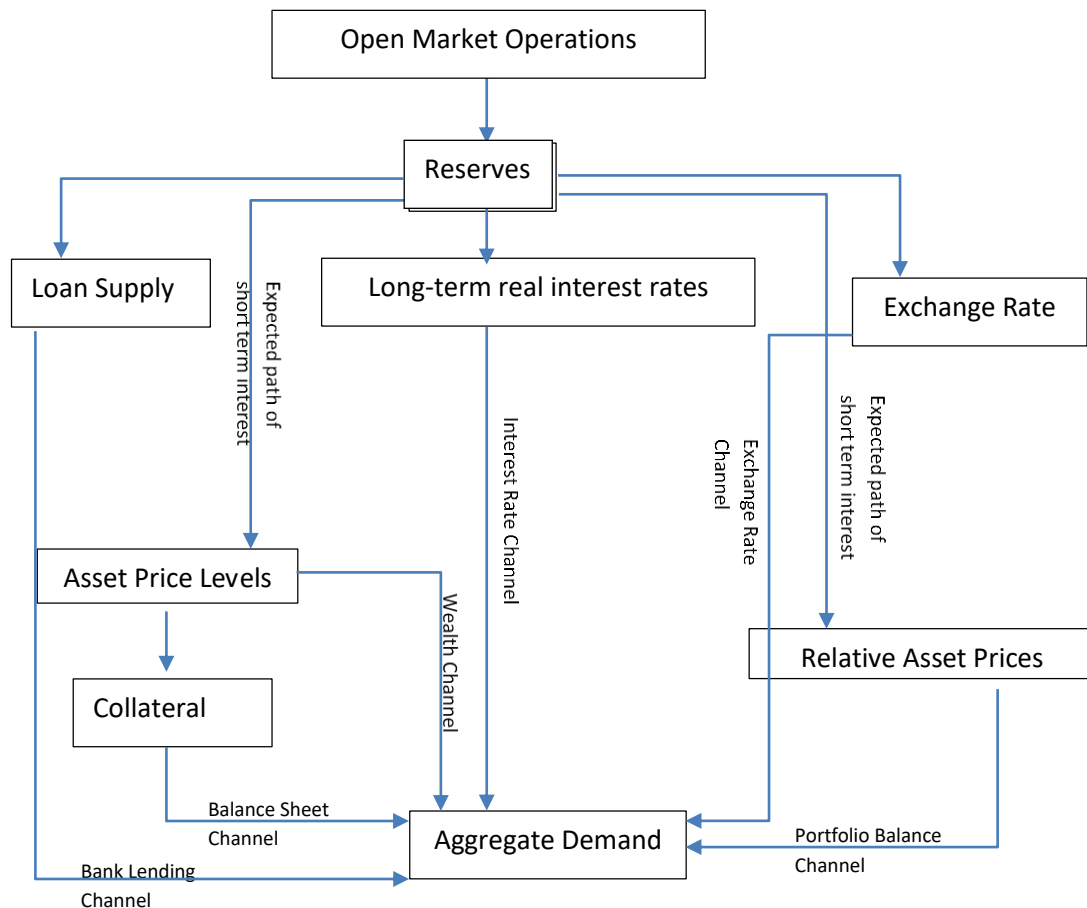 Open Market Operations
Reserves
Loan Supply
Long-term real interest rates
Exchange Rate
Expected path of
short term interest
Interest Rate Channel
Exchange Rate
Channel
Expected path of
short term interest
Asset Price Levels
Wealth Channel
Relative Asset Prices
Collateral
Balance Sheet
Channel
Aggregate Demand
Portfolio Balance
Channel
Bank Lending
Channel